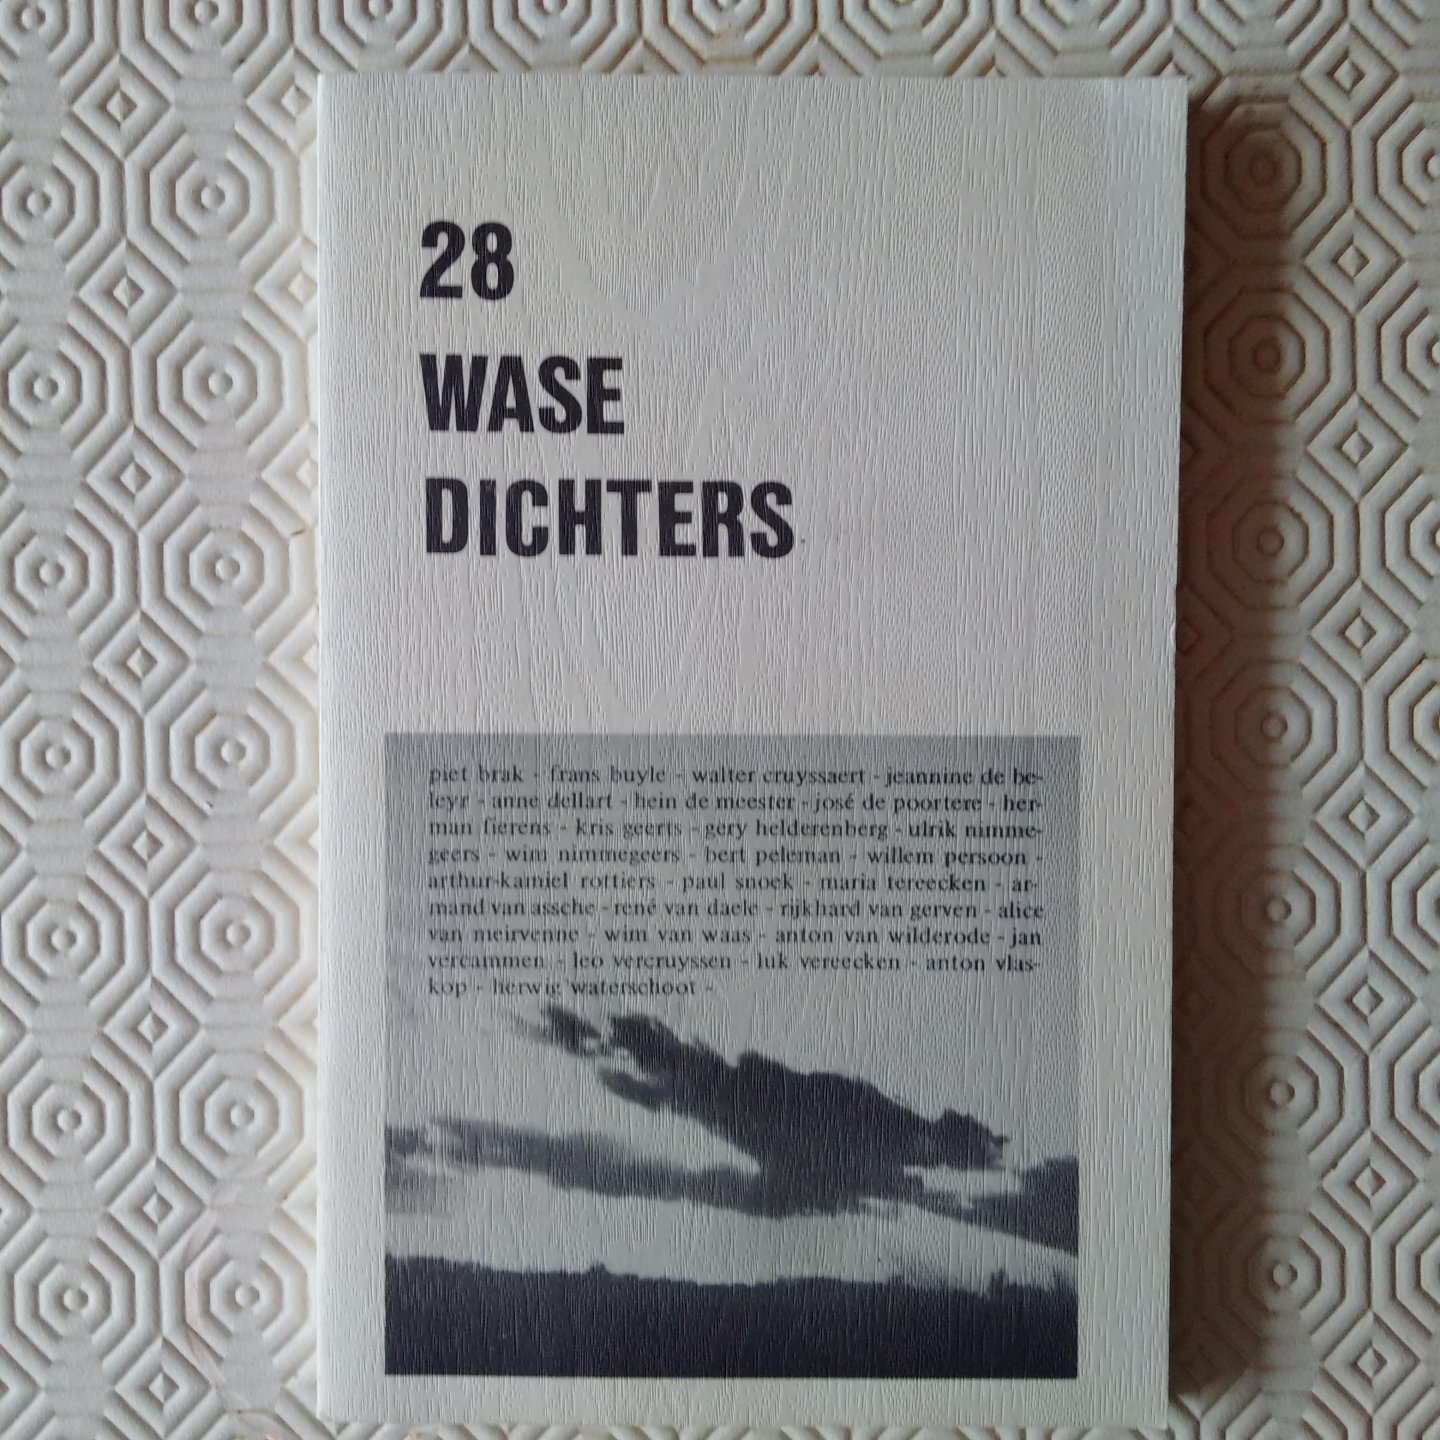 28
WASE
DICHTERS
piet brak - frans buyle - walter cruyssaert - jeannine de be-
leyr - anne dellart - hein de meester - josé de poortere - her-
man fierens - kris geerts - gery helderenberg - ulrik nimme-
geers - wim nimmegeers - bert peleman - willem persoon -
arthur-kamiel rottiers - paul snoek - maria tereecken - ar-
mand van assche - rené van daele - rijkhard van gerven - alice
van meirvenne - wim van waas - anton van wilderode - jan
vercammen - leo vercruyssen - luk vereecken - anton vlas-
kop - herwig waterschoot -